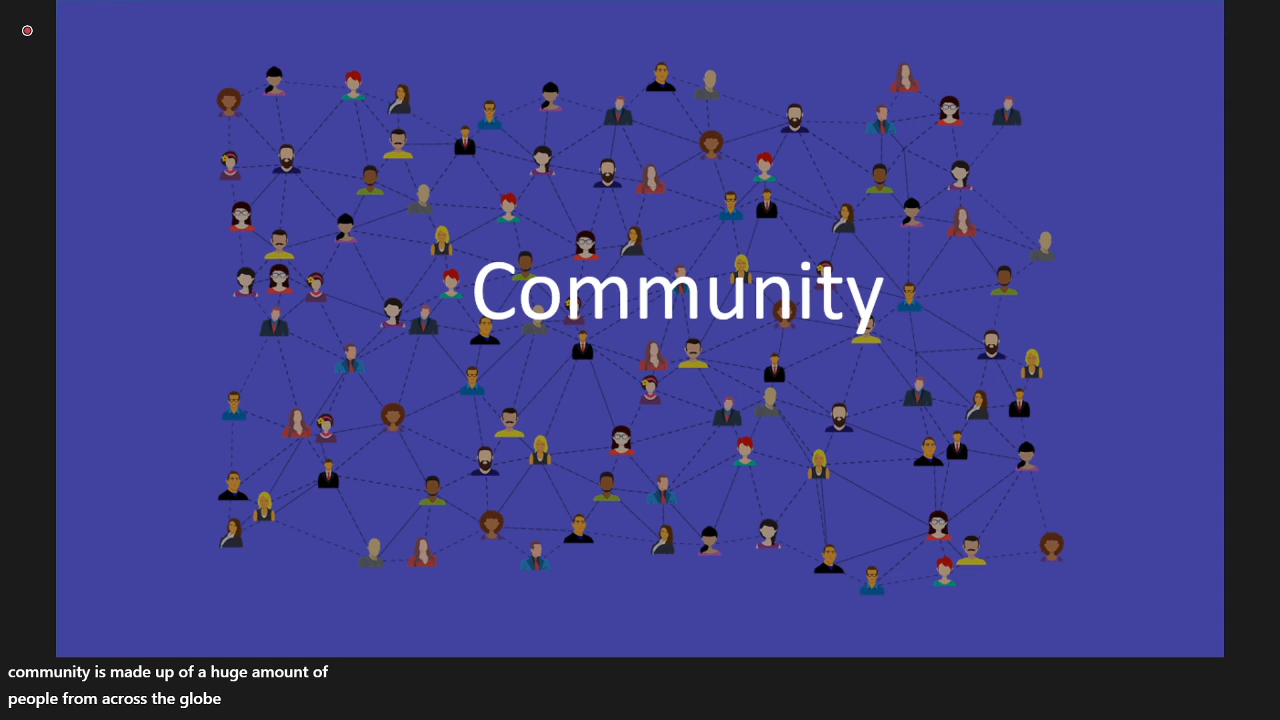 Community
community is made up of a huge amount of
people from across the globe